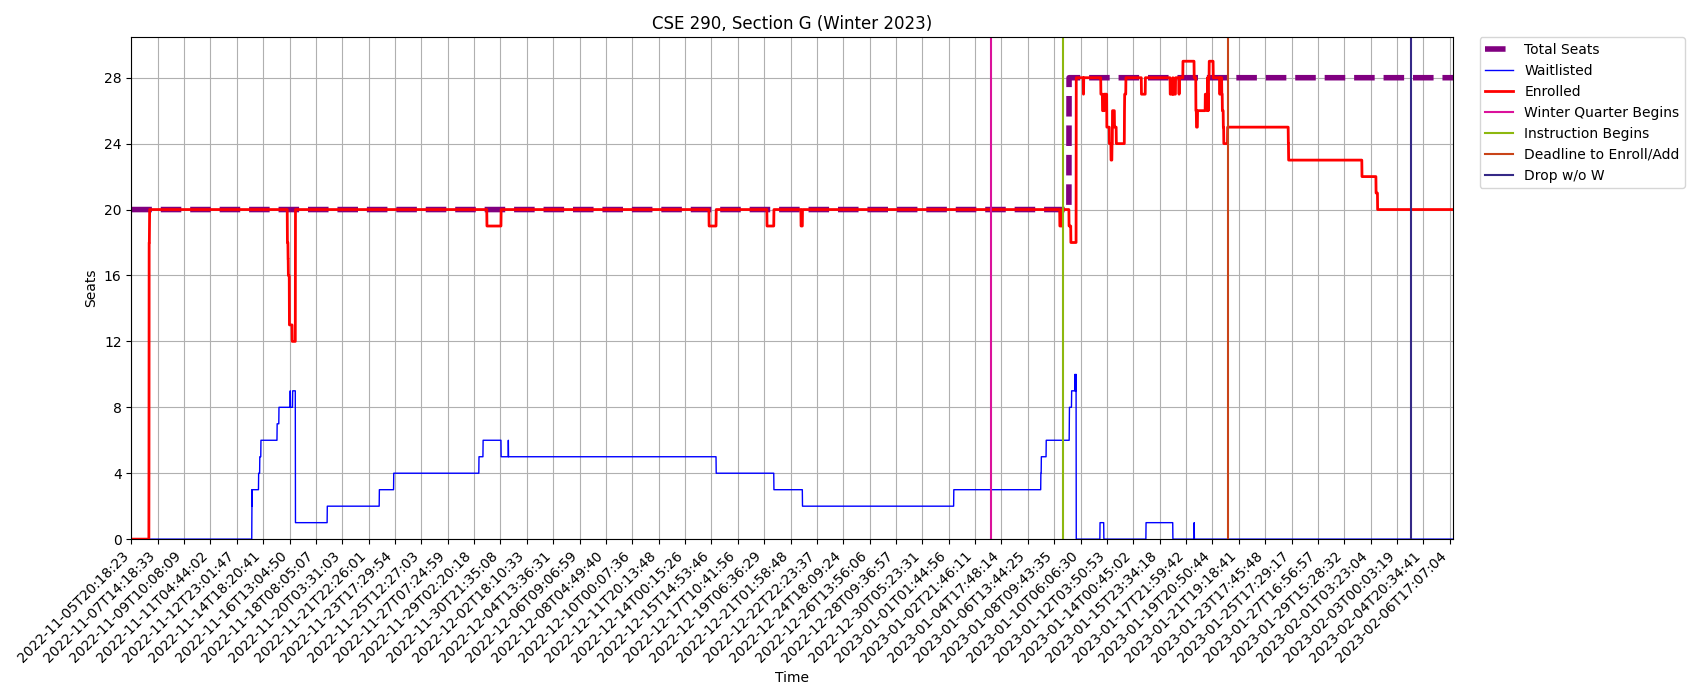 CSE 290, Section G (Winter 2023)
Total Seats
Waitlisted
Enrolled
Winter Quarter Begins
Instruction Begins
Deadline to Enroll/Add
Drop w/o W
Seats
28
24
20
16
12
8
4
0
2022-11-05T20:18:23
2022-11-07T14:18:33
2022-11-09T10:08:09
2022-11-11T04:44:02
2022-11-12T23:01:47
2022-11-14T18:20:41
2022-11-16T13:04:50
2022-11-18T08:05:07
2022-11-20T03:31:03
2022-11-21T22:26:01
2022-11-23T17:29:54
2022-11-25T12:27:03
2022-11-27T07:24:59
2022-11-29T02:20:18
2022-11-30T21:35:08
2022-12-02T18:10:33
2022-12-04T13:36:31
2022-12-06T09:06:59
2022-12-08T04:49:40
2022-12-10T00:07:36
2022-12-11T20:13:48
2022-12-14T00:15:26
2022-12-15T14:53:46
2022-12-17T10:41:56
2022-12-19T06:36:29
2022-12-21T01:58:48
2022-12-22T22:23:37
2022-12-24T18:09:24
2022-12-26T13:56:06
2022-12-28T09:36:57
2022-12-30T05:23:31
2023-01-01T01:44:56
2023-01-02T21:46:11
2023-01-04T17:48:14
2023-01-06T13:44:25
2023-01-08T09:43:35
2023-01-10T06:06:30
2023-01-12T03:50:53
2023-01-14T00:45:02
2023-01-15T23:34:18
2023-01-17T21:59:42
2023-01-19T20:50:44
2023-01-21T19:18:41
2023-01-23T17:45:48
2023-01-25T17:29:17
2023-01-27T16:56:57
2023-01-29T15:28:32
2023-02-01T03:23:04
2023-02-03T00:03:19
2023-02-04T20:34:41
2023-02-06T17:07:04
Time